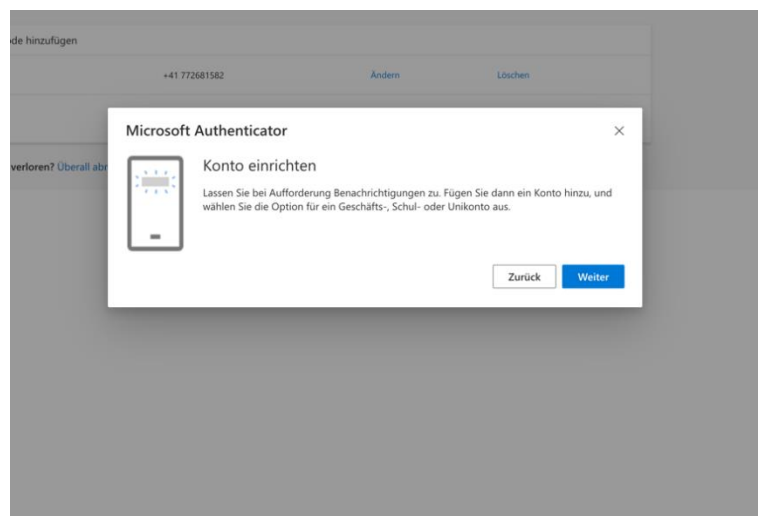 ode hinzufügen
+41 772681582 Ändern Löschen
Microsoft Authenticator
verloren? Überall abr
Konto einrichten
Lassen Sie bei Aufforderung Benachrichtigungen zu. Fügen Sie dann ein Konto hinzu, und
wählen Sie die Option für ein Geschäfts-, Schul- oder Unikonto aus.
Zurück Weiter